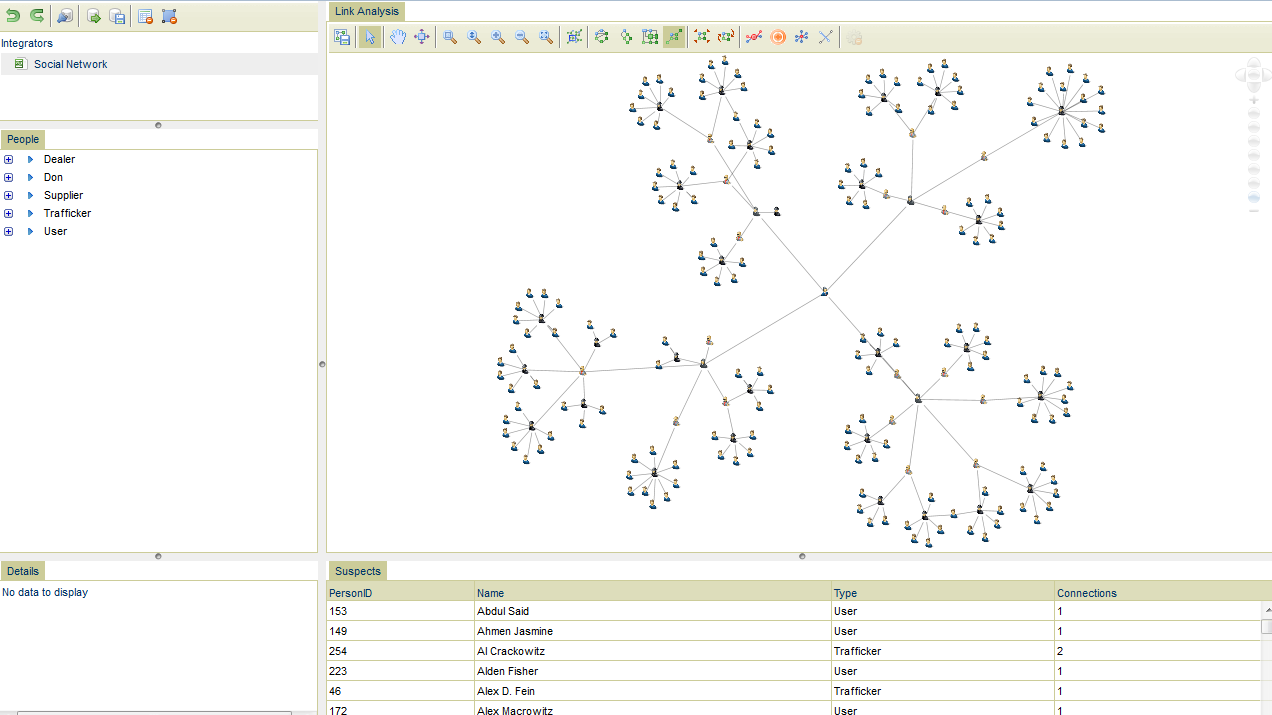 Link Analysis
Integrators
Social Network
People
Dealer
Don
Supplier
Trafficker
User
Details
No data to display
Suspects
PersonID Name Type Connections
153 Abdul Said User 1
149 Ahmen Jasmine User 1
254 Al Crackowitz Trafficker 2
223 Alden Fisher User 1
46 Alex D. Fein Trafficker 1
172 Alex Macrowitz User 1